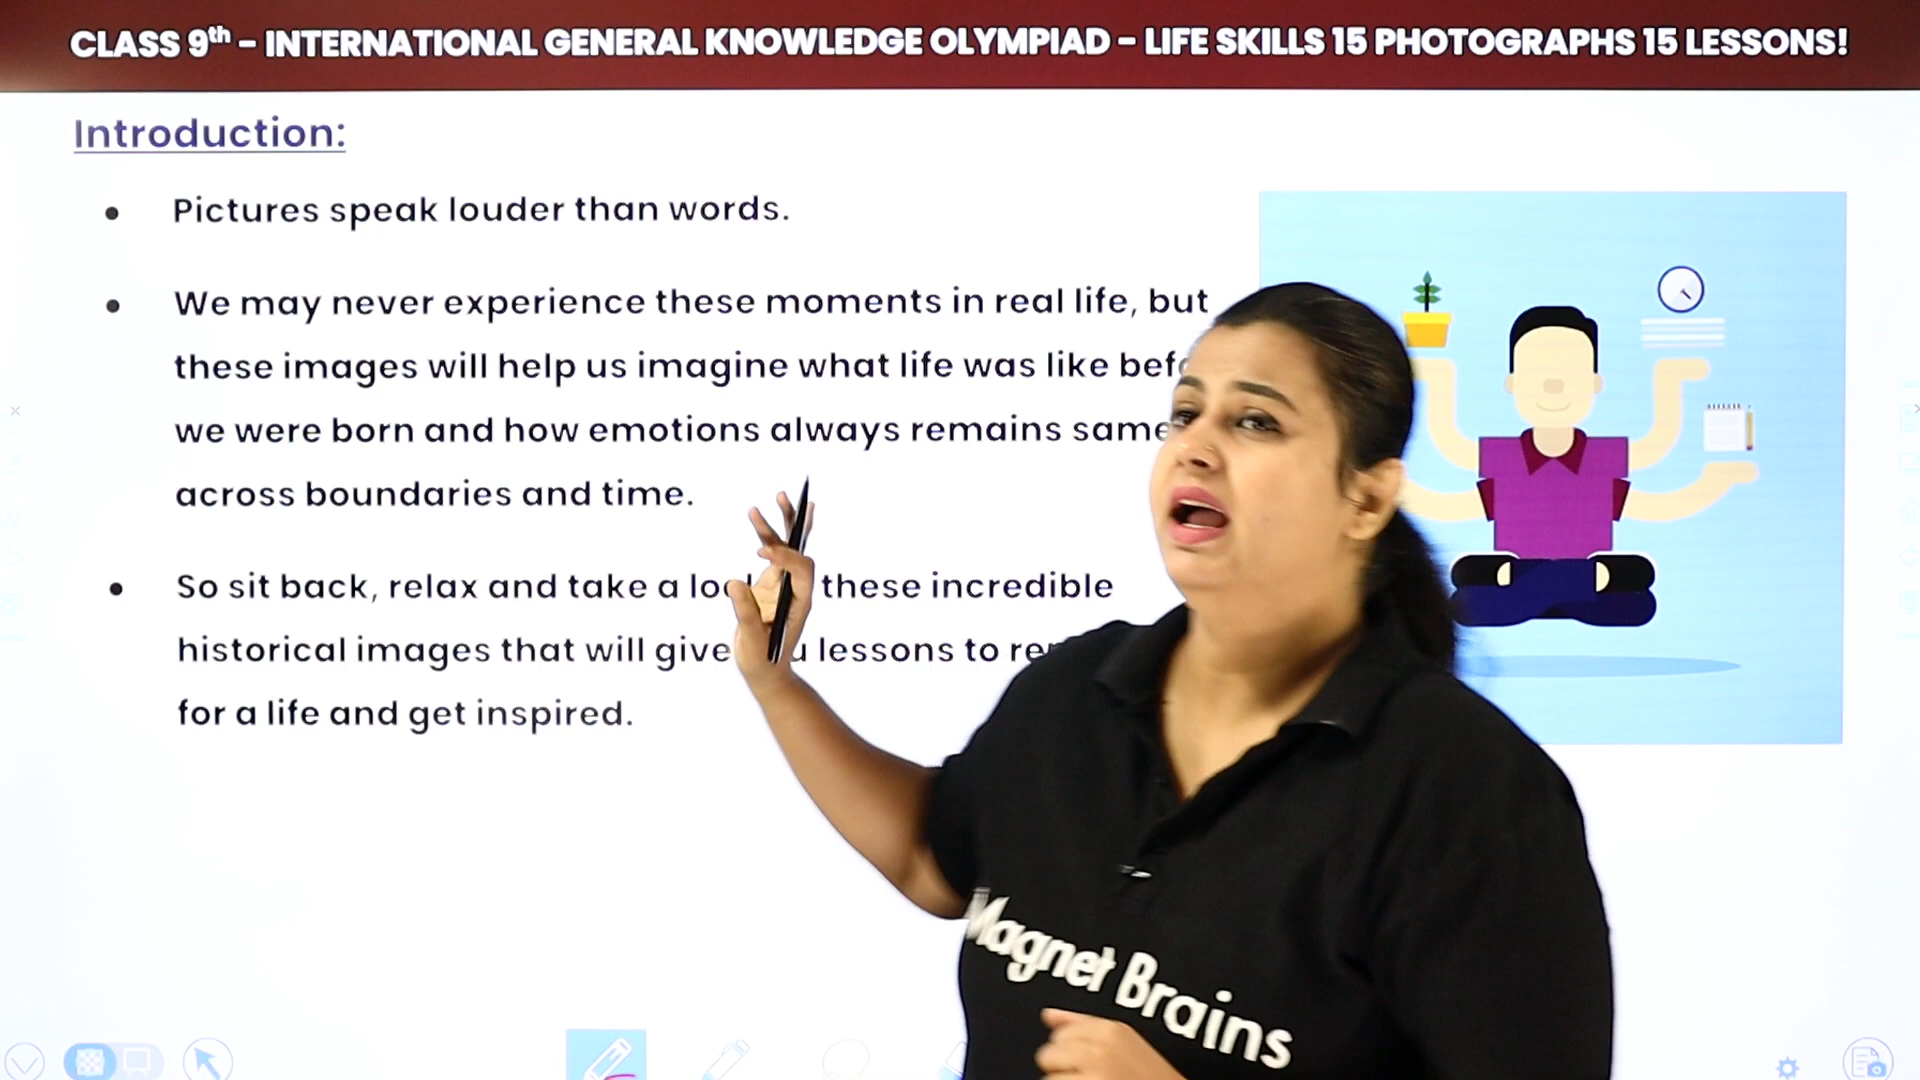 CLASS 9th – INTERNATIONAL GENERAL KNOWLEDGE OLYMPIAD – LIFE SKILLS 15 PHOTOGRAPHS 15 LESSONS!
Introduction:
• Pictures speak louder than words.
• We may never experience these moments in real life, but
these images will help us imagine what life was like
we were born and how emotions always remains same
across boundaries and time.
• So sit back, relax and take a these incredible
historical images that will give lessons to
for a life and get inspired.
Magnet Brains